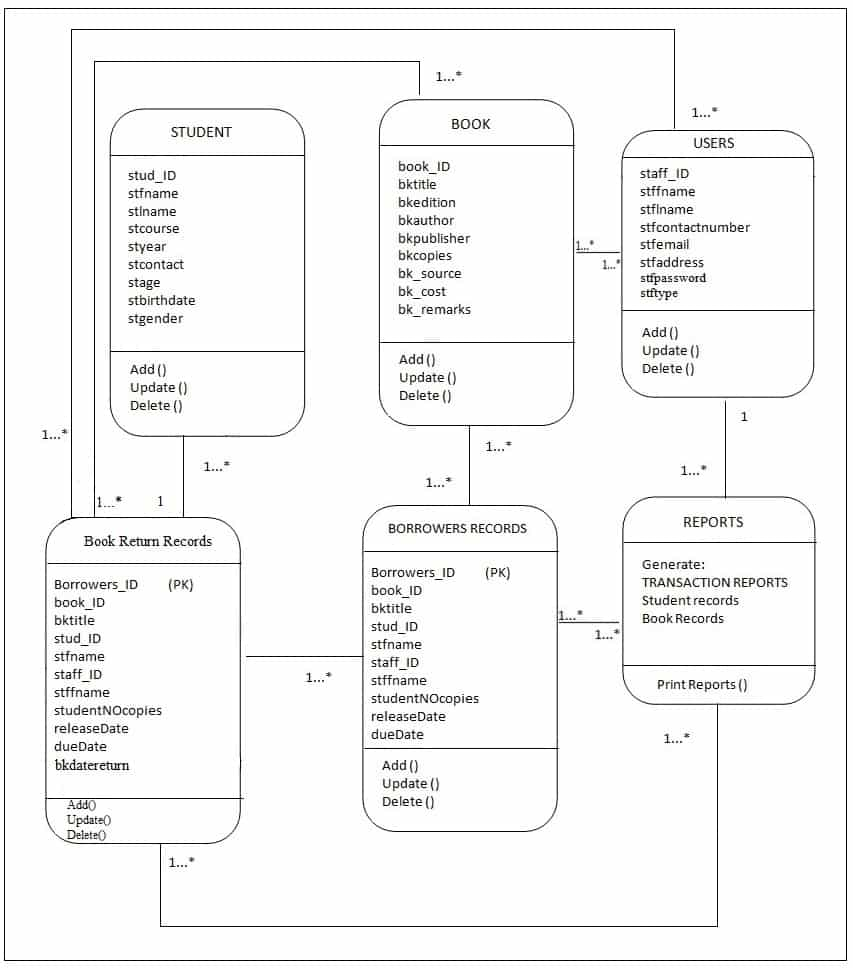 1...*
1...*
STUDENT
stud_ID
stfname
stlname
stcourse
styear
stcontact
stage
stbirthdate
stgender
Add ()
Update ()
Delete ()
BOOK
book_ID
bktitle
bkedition
bkauthor
bkpublisher
bkcopies
bk_source
bk_cost
bk_remarks
Add ()
Update ()
Delete ()
1...*
1...*
USERS
staff_ID
stffname
stflname
stfcontactnumber
stfemail
stfaddress
stfpassword
stftype
Add ()
Update ()
Delete ()
1...*
1...*
1...*
1
1...*
1...*
1...*
1
Book Return Records
Borrowers_ID (PK)
book_ID
bktitle
stud_ID
stfname
staff_ID
stffname
studentNOcopies
releaseDate
dueDate
bkdatereturn
Add()
Update()
Delete()
1...*
BORROWERS RECORDS
Borrowers_ID (PK)
book_ID
bktitle
stud_ID
stfname
staff_ID
stffname
studentNOcopies
releaseDate
dueDate
Add ()
Update ()
Delete ()
1...*
1...*
REPORTS
Generate:
TRANSACTION REPORTS
Student records
Book Records
Print Reports ()
1...*
1...*